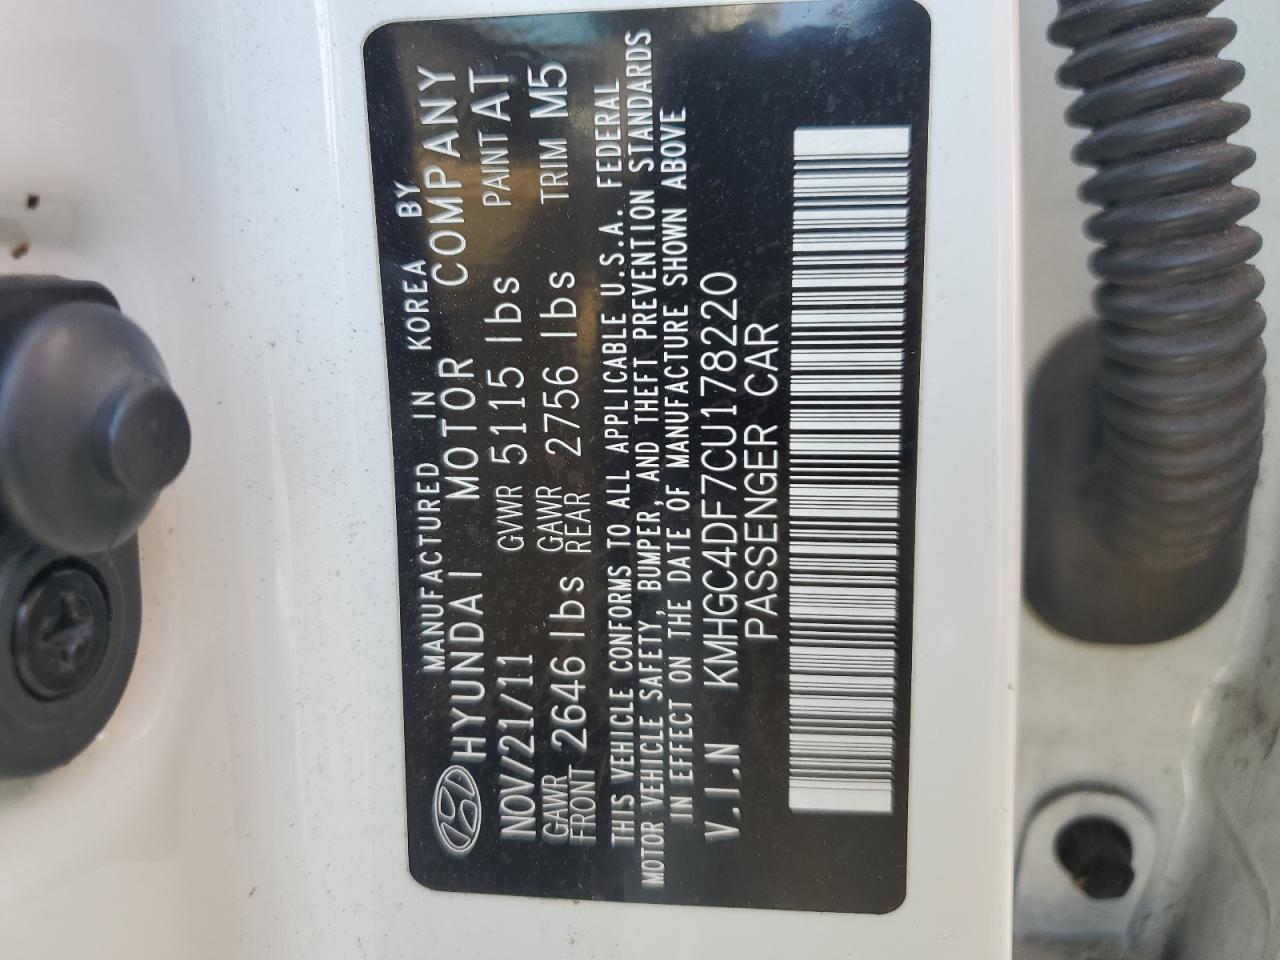 MANUFACTURED IN KOREA BY
HYUNDAI MOTOR COMPANY
NOV/21/11 GVWR 5115 lbs PAINT AT
GAWR FRONT 2646 lbs GAWR REAR 2756 lbs TRIM M5
THIS VEHICLE CONFORMS TO ALL APPLICABLE U.S.A. FEDERAL
MOTOR VEHICLE SAFETY, BUMPER, AND THEFT PREVENTION STANDARDS
IN EFFECT ON THE DATE OF MANUFACTURE SHOWN ABOVE
V.I.N KMHGC4DF7CU178220
PASSENGER CAR